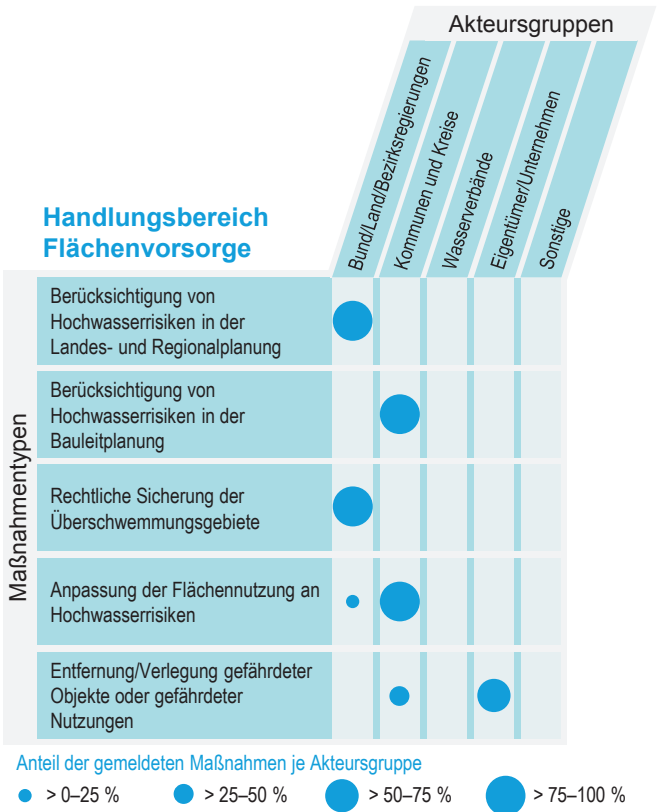 Akteursgruppen
Bund/Land/Bezirksregierungen
Kommunen und Kreise
Wasserverbände
Eigentümer/Unternehmen
Sonstige
Handlungsbereich
Flächenvorsorge
Maßnahmentypen
Berücksichtigung von
Hochwasserrisiken in der
Landes- und Regionalplanung
Berücksichtigung von
Hochwasserrisiken in der
Bauleitplanung
Rechtliche Sicherung der
Überschwemmungsgebiete
Anpassung der Flächennutzung an
Hochwasserrisiken
Entfernung/Verlegung gefährdeter
Objekte oder gefährdeter
Nutzungen
Anteil der gemeldeten Maßnahmen je Akteursgruppe
> 0–25 % > 25–50 % > 50–75 % > 75–100 %